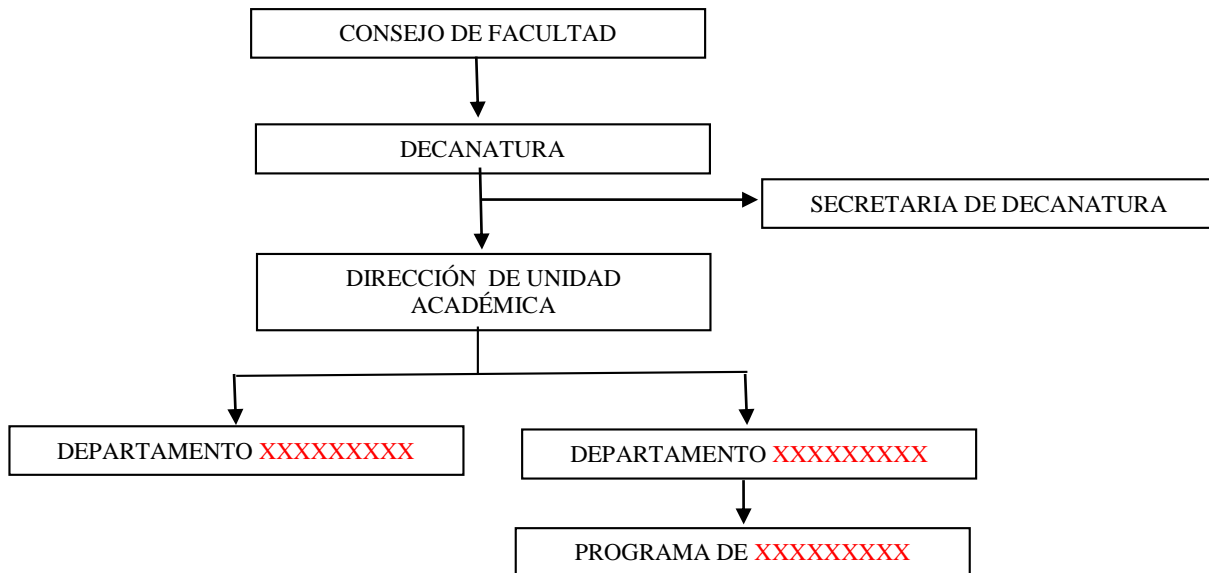 CONSEJO DE FACULTAD
DECANATURA
SECRETARIA DE DECANATURA
DIRECCIÓN DE UNIDAD
ACADÉMICA
DEPARTAMENTO XXXXXXXXX
DEPARTAMENTO XXXXXXXXX
PROGRAMA DE XXXXXXXXX